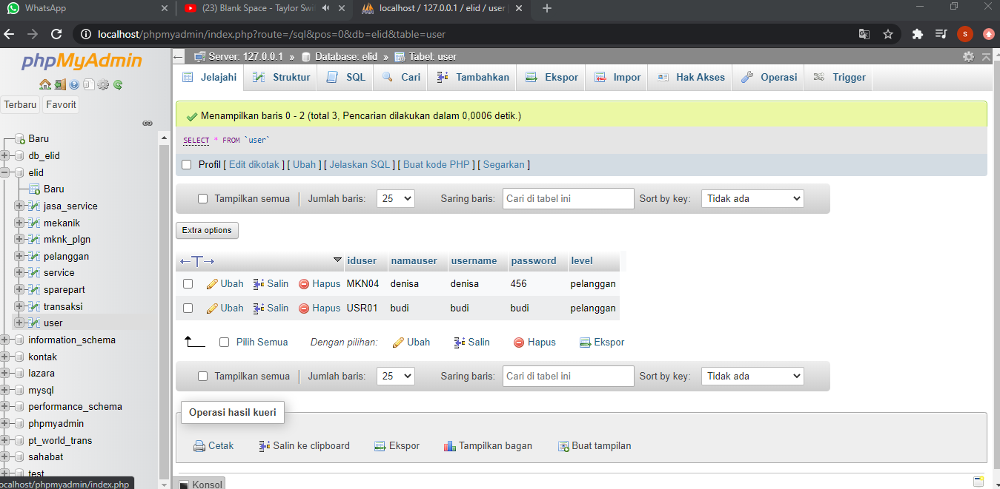 WhatsApp
(23) Blank Space - Taylor Swi
localhost / 127.0.0.1 / elid / user
localhost/phpmyadmin/index.php?route=/sql&pos=0&db=elid&table=user
S
phpMyAdmin
Terbaru Favorit
Baru
db_elid
elid
Baru
jasa_service
mekanik
mknk_plgn
pelanggan
service
sparepart
transaksi
user
information_schema
kontak
lazara
mysql
performance_schema
phpmyadmin
pt_world_trans
sahabat
test
ocalhost/phpmyadmin/index.php
Server: 127.0.0.1 » Database: elid » Tabel: user
Jelajahi Struktur SQL Cari Tambahkan Ekspor Impor Hak Akses Operasi Trigger
Menampilkan baris 0 - 2 (total 3, Pencarian dilakukan dalam 0,0006 detik.)
SELECT * FROM `user`
Profil [ Edit dikotak ] [ Ubah ] [ Jelaskan SQL ] [ Buat kode PHP ] [ Segarkan ]
Tampilkan semua Jumlah baris: 25 Saring baris: Cari di tabel ini Sort by key: Tidak ada
Extra options
←T→ iduser namauser username password level
Ubah Salin Hapus MKN04 denisa denisa 456 pelanggan
Ubah Salin Hapus USR01 budi budi budi pelanggan
Pilih Semua Dengan pilihan: Ubah Salin Hapus Ekspor
Tampilkan semua Jumlah baris: 25 Saring baris: Cari di tabel ini Sort by key: Tidak ada
Operasi hasil kueri
Cetak Salin ke clipboard Ekspor Tampilkan bagan Buat tampilan
Konsol